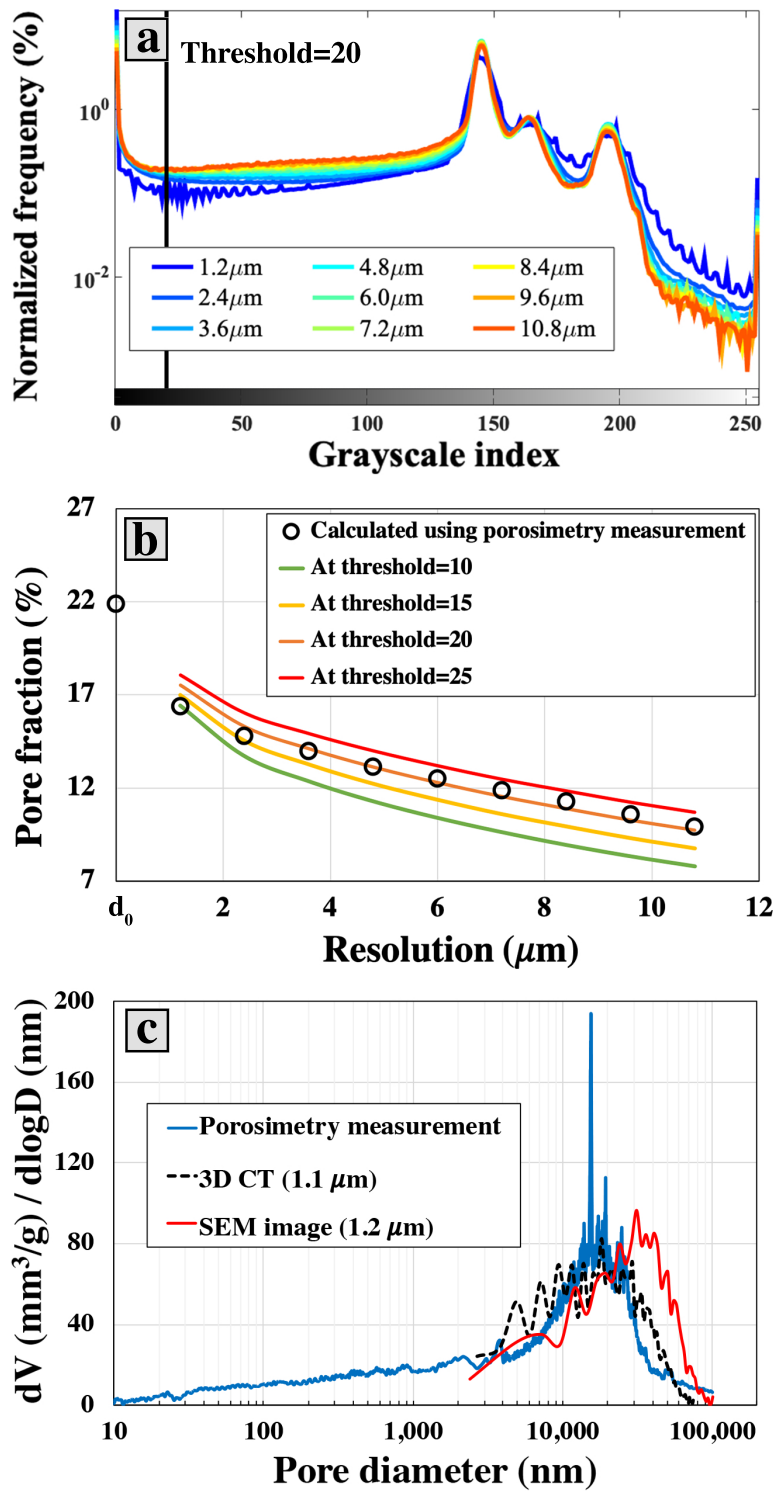 a
Threshold=20
Normalized frequency (%)
10⁰
10⁻²
1.2μm 4.8μm 8.4μm
2.4μm 6.0μm 9.6μm
3.6μm 7.2μm 10.8μm
0 50 100 150 200 250
Grayscale index
b
Pore fraction (%)
27
22
17
12
7
Calculated using porosimetry measurement
At threshold=10
At threshold=15
At threshold=20
At threshold=25
d₀ 2 4 6 8 10 12
Resolution (μm)
c
dV (mm³/g) / dlogD (nm)
200
160
120
80
40
0
Porosimetry measurement
3D CT (1.1 μm)
SEM image (1.2 μm)
10 100 1,000 10,000 100,000
Pore diameter (nm)